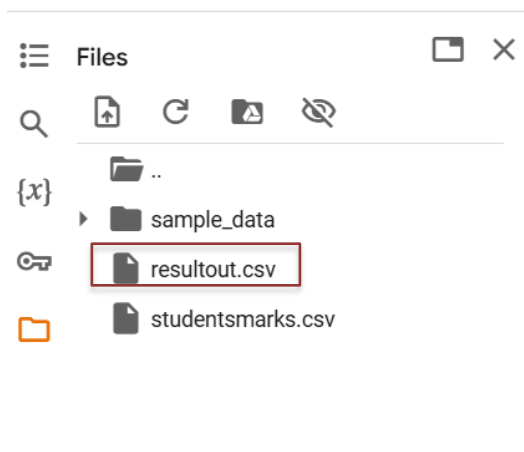 Files
{x}
..
sample_data
resultout.csv
studentsmarks.csv